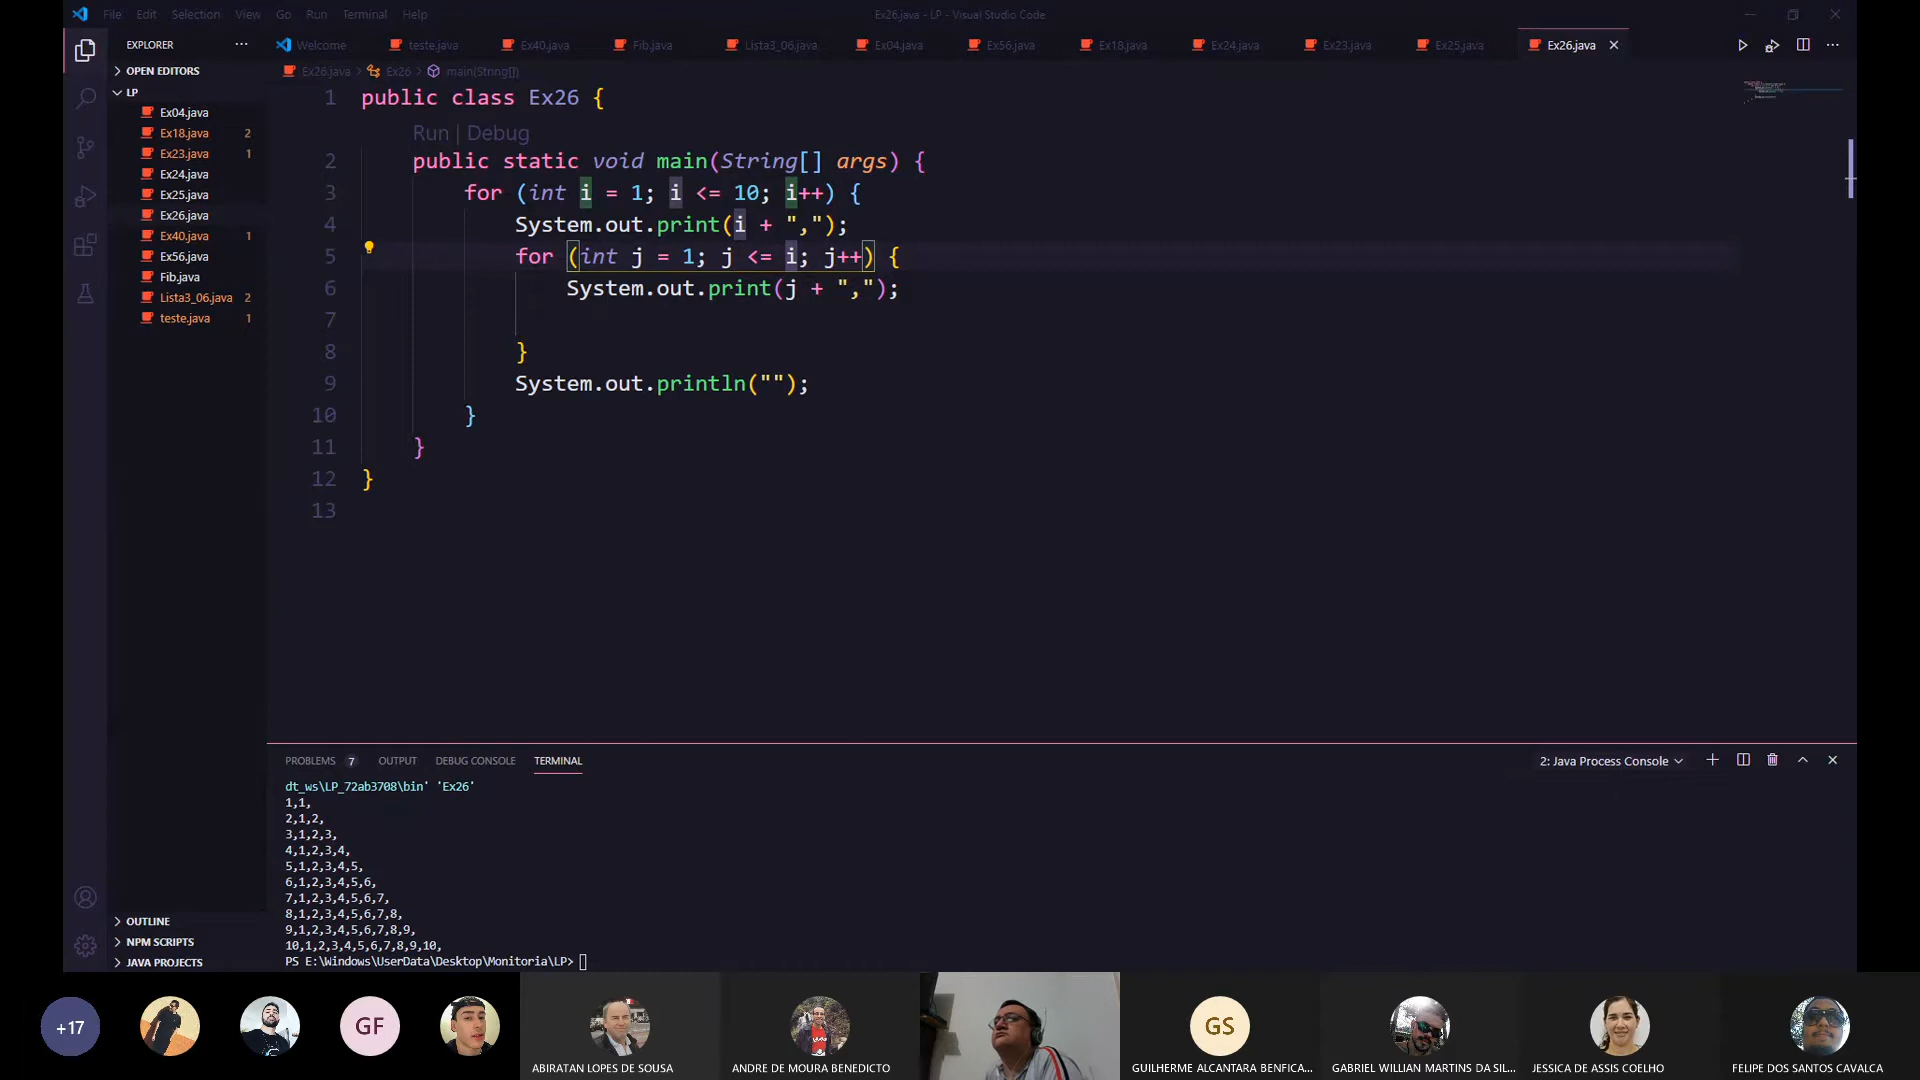 File Edit Selection View Go Run Terminal Help
Ex26.java - LP - Visual Studio Code
EXPLORER
Welcome teste.java Ex40.java Fib.java Lista3_06.java Ex04.java Ex56.java Ex18.java Ex24.java Ex23.java Ex25.java Ex26.java
OPEN EDITORS
Ex26.java > Ex26 > main(String[])
LP
Ex04.java
Ex18.java 2
Ex23.java 1
Ex24.java
Ex25.java
Ex26.java
Ex40.java 1
Ex56.java
Fib.java
Lista3_06.java 2
teste.java 1
1 public class Ex26 {
Run | Debug
2 public static void main(String[] args) {
3 for (int i = 1; i <= 10; i++) {
4 System.out.print(i + ",");
5 for (int j = 1; j <= i; j++) {
6 System.out.print(j + ",");
7
8 }
9 System.out.println("");
10 }
11 }
12 }
13
PROBLEMS 7 OUTPUT DEBUG CONSOLE TERMINAL
2: Java Process Console
dt_ws\LP_72ab3708\bin' 'Ex26'
1,1,
2,1,2,
3,1,2,3,
4,1,2,3,4,
5,1,2,3,4,5,
6,1,2,3,4,5,6,
7,1,2,3,4,5,6,7,
8,1,2,3,4,5,6,7,8,
9,1,2,3,4,5,6,7,8,9,
10,1,2,3,4,5,6,7,8,9,10,
PS E:\Windows\UserData\Desktop\Monitoria\LP>
OUTLINE
NPM SCRIPTS
JAVA PROJECTS
+17
GF
GS
ABIRATAN LOPES DE SOUSA
ANDRE DE MOURA BENEDICTO
GUILHERME ALCANTARA BENFICA...
GABRIEL WILLIAN MARTINS DA SIL...
JESSICA DE ASSIS COELHO
FELIPE DOS SANTOS CAVALCA